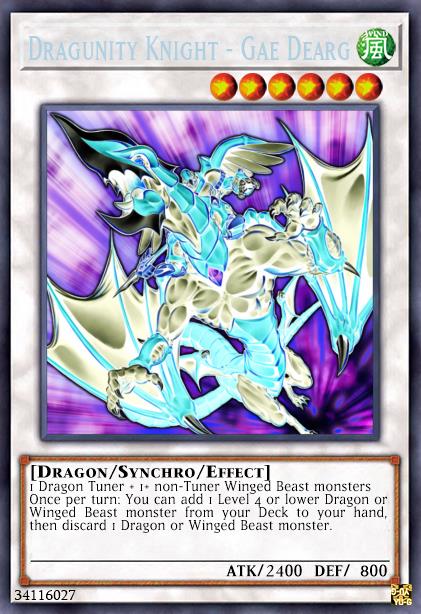 Dragunity Knight - Gae Dearg
WIND
風
[Dragon/Synchro/Effect]
1 Dragon Tuner + 1+ non-Tuner Winged Beast monsters
Once per turn: You can add 1 Level 4 or lower Dragon or
Winged Beast monster from your Deck to your hand,
then discard 1 Dragon or Winged Beast monster.
ATK/2400 DEF/ 800
34116027